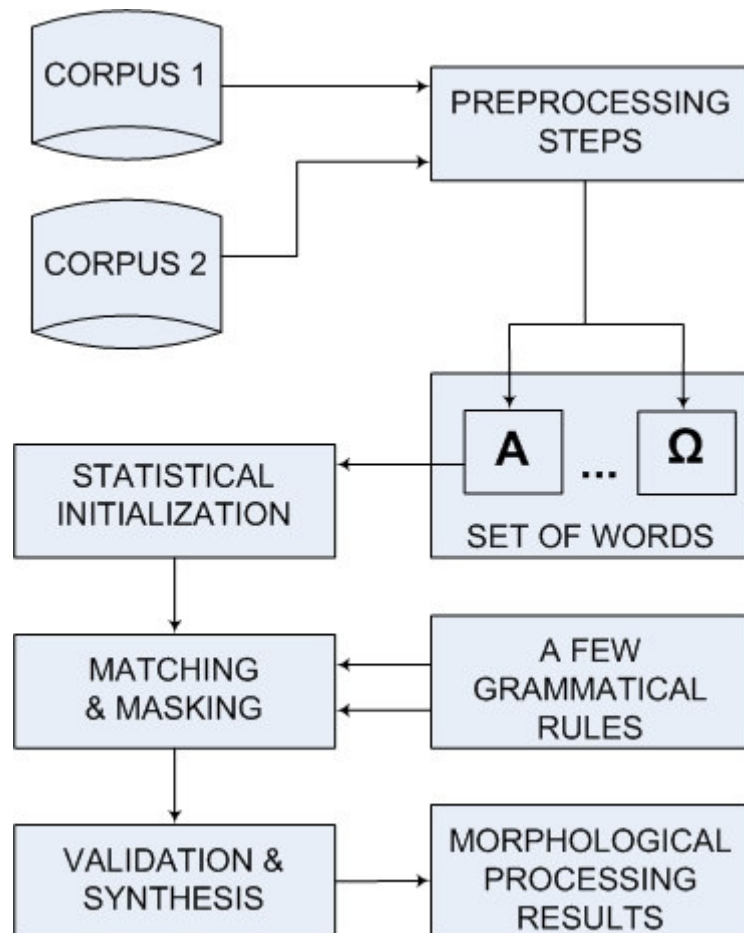 CORPUS 1
PREPROCESSING
STEPS
CORPUS 2
A ... Ω
SET OF WORDS
STATISTICAL
INITIALIZATION
MATCHING
& MASKING
A FEW
GRAMMATICAL
RULES
VALIDATION &
SYNTHESIS
MORPHOLOGICAL
PROCESSING
RESULTS